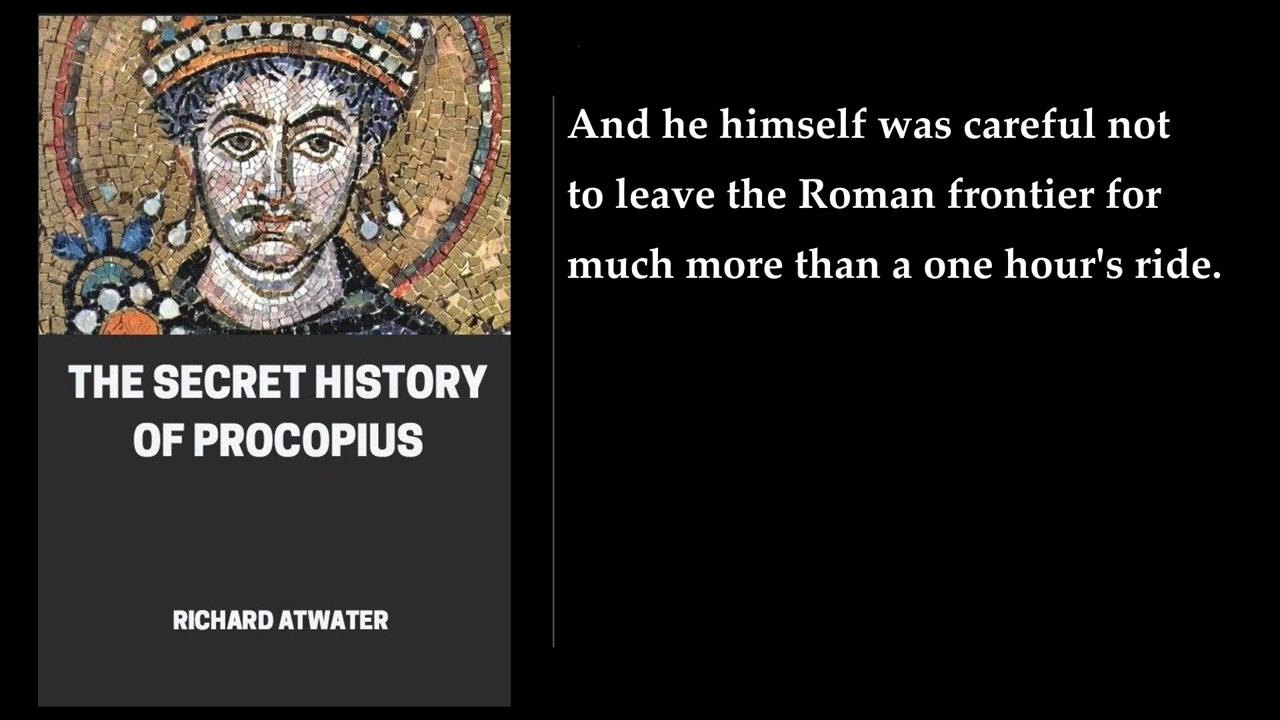 THE SECRET HISTORY
OF PROCOPIUS
RICHARD ATWATER
And he himself was careful not
to leave the Roman frontier for
much more than a one hour's ride.